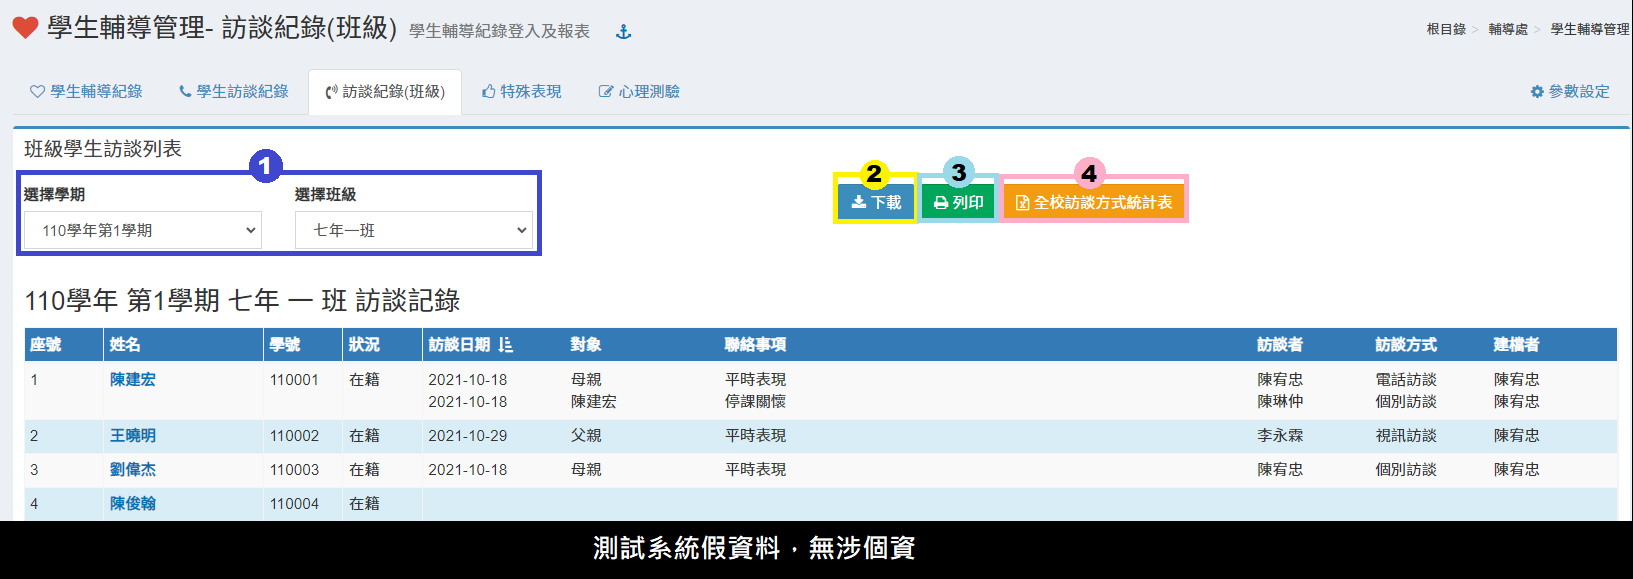 學生輔導管理- 訪談紀錄(班級) 學生輔導紀錄登入及報表
根目錄 > 輔導處 > 學生輔導管理
學生輔導紀錄 學生訪談紀錄 訪談紀錄(班級) 特殊表現 心理測驗 參數設定
班級學生訪談列表
1 2 3 4
選擇學期 選擇班級
下載 列印 全校訪談方式統計表
110學年第1學期 七年一班
110學年 第1學期 七年 一 班 訪談記錄
座號 姓名 學號 狀況 訪談日期 對象 聯絡事項 訪談者 訪談方式 建檔者
1 陳建宏 110001 在籍 2021-10-18 母親 平時表現 陳宥忠 電話訪談 陳宥忠
2021-10-18 陳建宏 停課關懷 陳琳仲 個別訪談 陳宥忠
2 王曉明 110002 在籍 2021-10-29 父親 平時表現 李永霖 視訊訪談 陳宥忠
3 劉偉杰 110003 在籍 2021-10-18 母親 平時表現 陳宥忠 個別訪談 陳宥忠
4 陳俊翰 110004 在籍
測試系統假資料，無涉個資